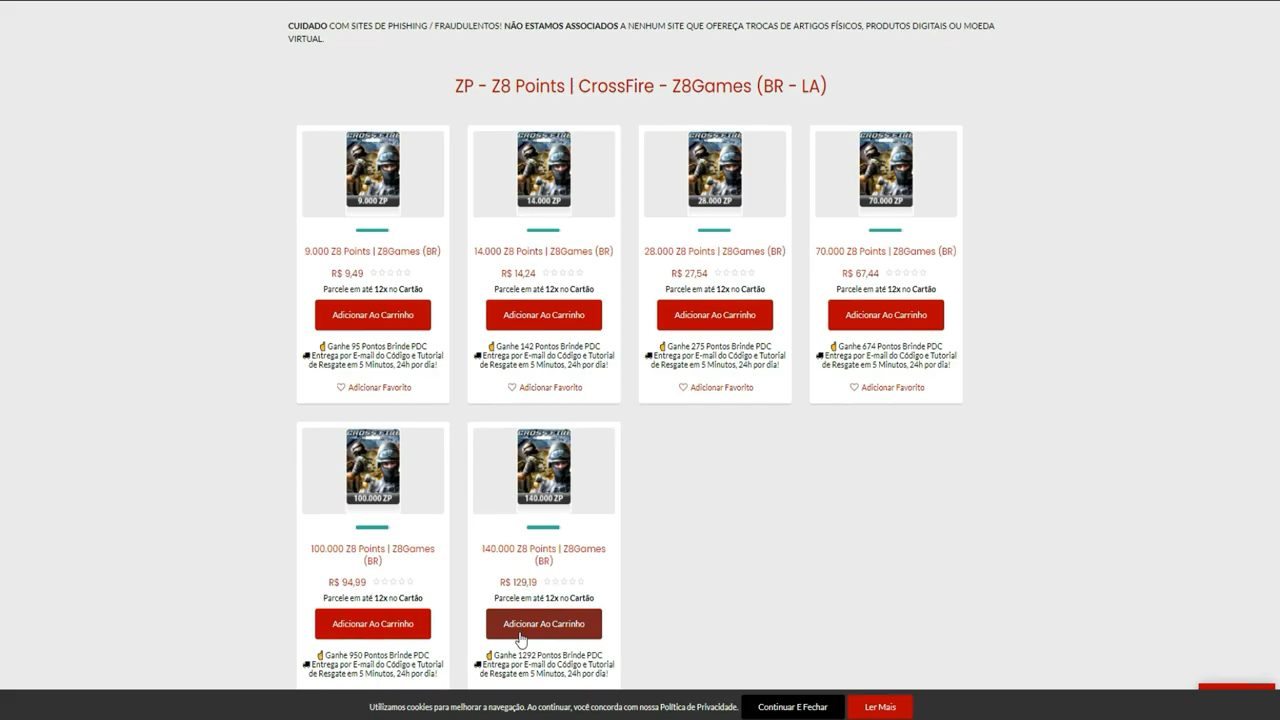 CUIDADO COM SITES DE PHISHING / FRAUDULENTOS! NÃO ESTAMOS ASSOCIADOS A NENHUM SITE QUE OFEREÇA TROCAS DE ARTIGOS FÍSICOS, PRODUTOS DIGITAIS OU MOEDA
VIRTUAL.
ZP - Z8 Points | CrossFire - Z8Games (BR - LA)
CROSSFIRE
9.000 ZP
9.000 Z8 Points | Z8Games (BR)
R$ 9,49
Parcele em até 12x no Cartão
Adicionar Ao Carrinho
Ganhe 95 Pontos Brinde PDC
Entrega por E-mail do Código e Tutorial
de Resgate em 5 Minutos, 24h por dia!
Adicionar Favorito
CROSSFIRE
14.000 ZP
14.000 Z8 Points | Z8Games (BR)
R$ 14,24
Parcele em até 12x no Cartão
Adicionar Ao Carrinho
Ganhe 142 Pontos Brinde PDC
Entrega por E-mail do Código e Tutorial
de Resgate em 5 Minutos, 24h por dia!
Adicionar Favorito
CROSSFIRE
28.000 ZP
28.000 Z8 Points | Z8Games (BR)
R$ 27,54
Parcele em até 12x no Cartão
Adicionar Ao Carrinho
Ganhe 275 Pontos Brinde PDC
Entrega por E-mail do Código e Tutorial
de Resgate em 5 Minutos, 24h por dia!
Adicionar Favorito
CROSSFIRE
70.000 ZP
70.000 Z8 Points | Z8Games (BR)
R$ 67,44
Parcele em até 12x no Cartão
Adicionar Ao Carrinho
Ganhe 674 Pontos Brinde PDC
Entrega por E-mail do Código e Tutorial
de Resgate em 5 Minutos, 24h por dia!
Adicionar Favorito
CROSSFIRE
100.000 ZP
100.000 Z8 Points | Z8Games
(BR)
R$ 94,99
Parcele em até 12x no Cartão
Adicionar Ao Carrinho
Ganhe 950 Pontos Brinde PDC
Entrega por E-mail do Código e Tutorial
de Resgate em 5 Minutos, 24h por dia!
CROSSFIRE
140.000 ZP
140.000 Z8 Points | Z8Games
(BR)
R$ 129,19
Parcele em até 12x no Cartão
Adicionar Ao Carrinho
Ganhe 1292 Pontos Brinde PDC
Entrega por E-mail do Código e Tutorial
de Resgate em 5 Minutos, 24h por dia!
Utilizamos cookies para melhorar a navegação. Ao continuar, você concorda com nossa Política de Privacidade.
Continuar E Fechar
Ler Mais